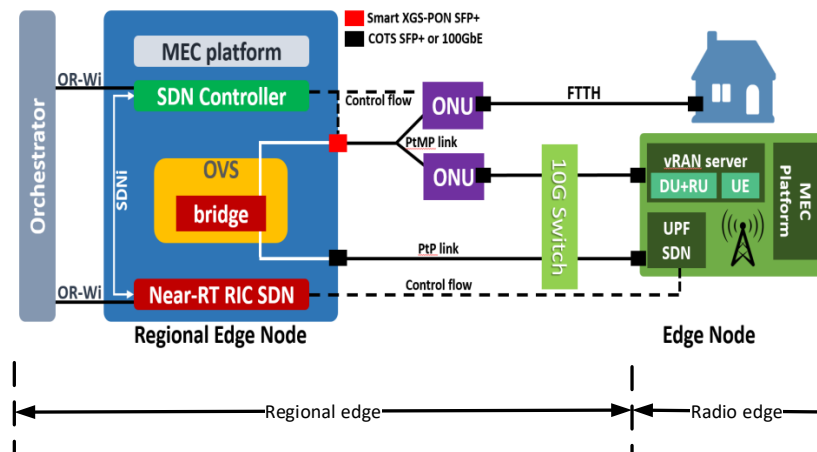 Smart XGS-PON SFP+
COTS SFP+ or 100GbE
MEC platform
OR-Wi
SDN Controller
Control flow
ONU
FTTH
PtMP link
Orchestrator
SDNi
OVS
bridge
ONU
10G Switch
vRAN server
DU+RU
UE
MEC
Platform
UPF
SDN
PtP link
OR-Wi
Near-RT RIC SDN
Control flow
Regional Edge Node
Edge Node
Regional edge
Radio edge